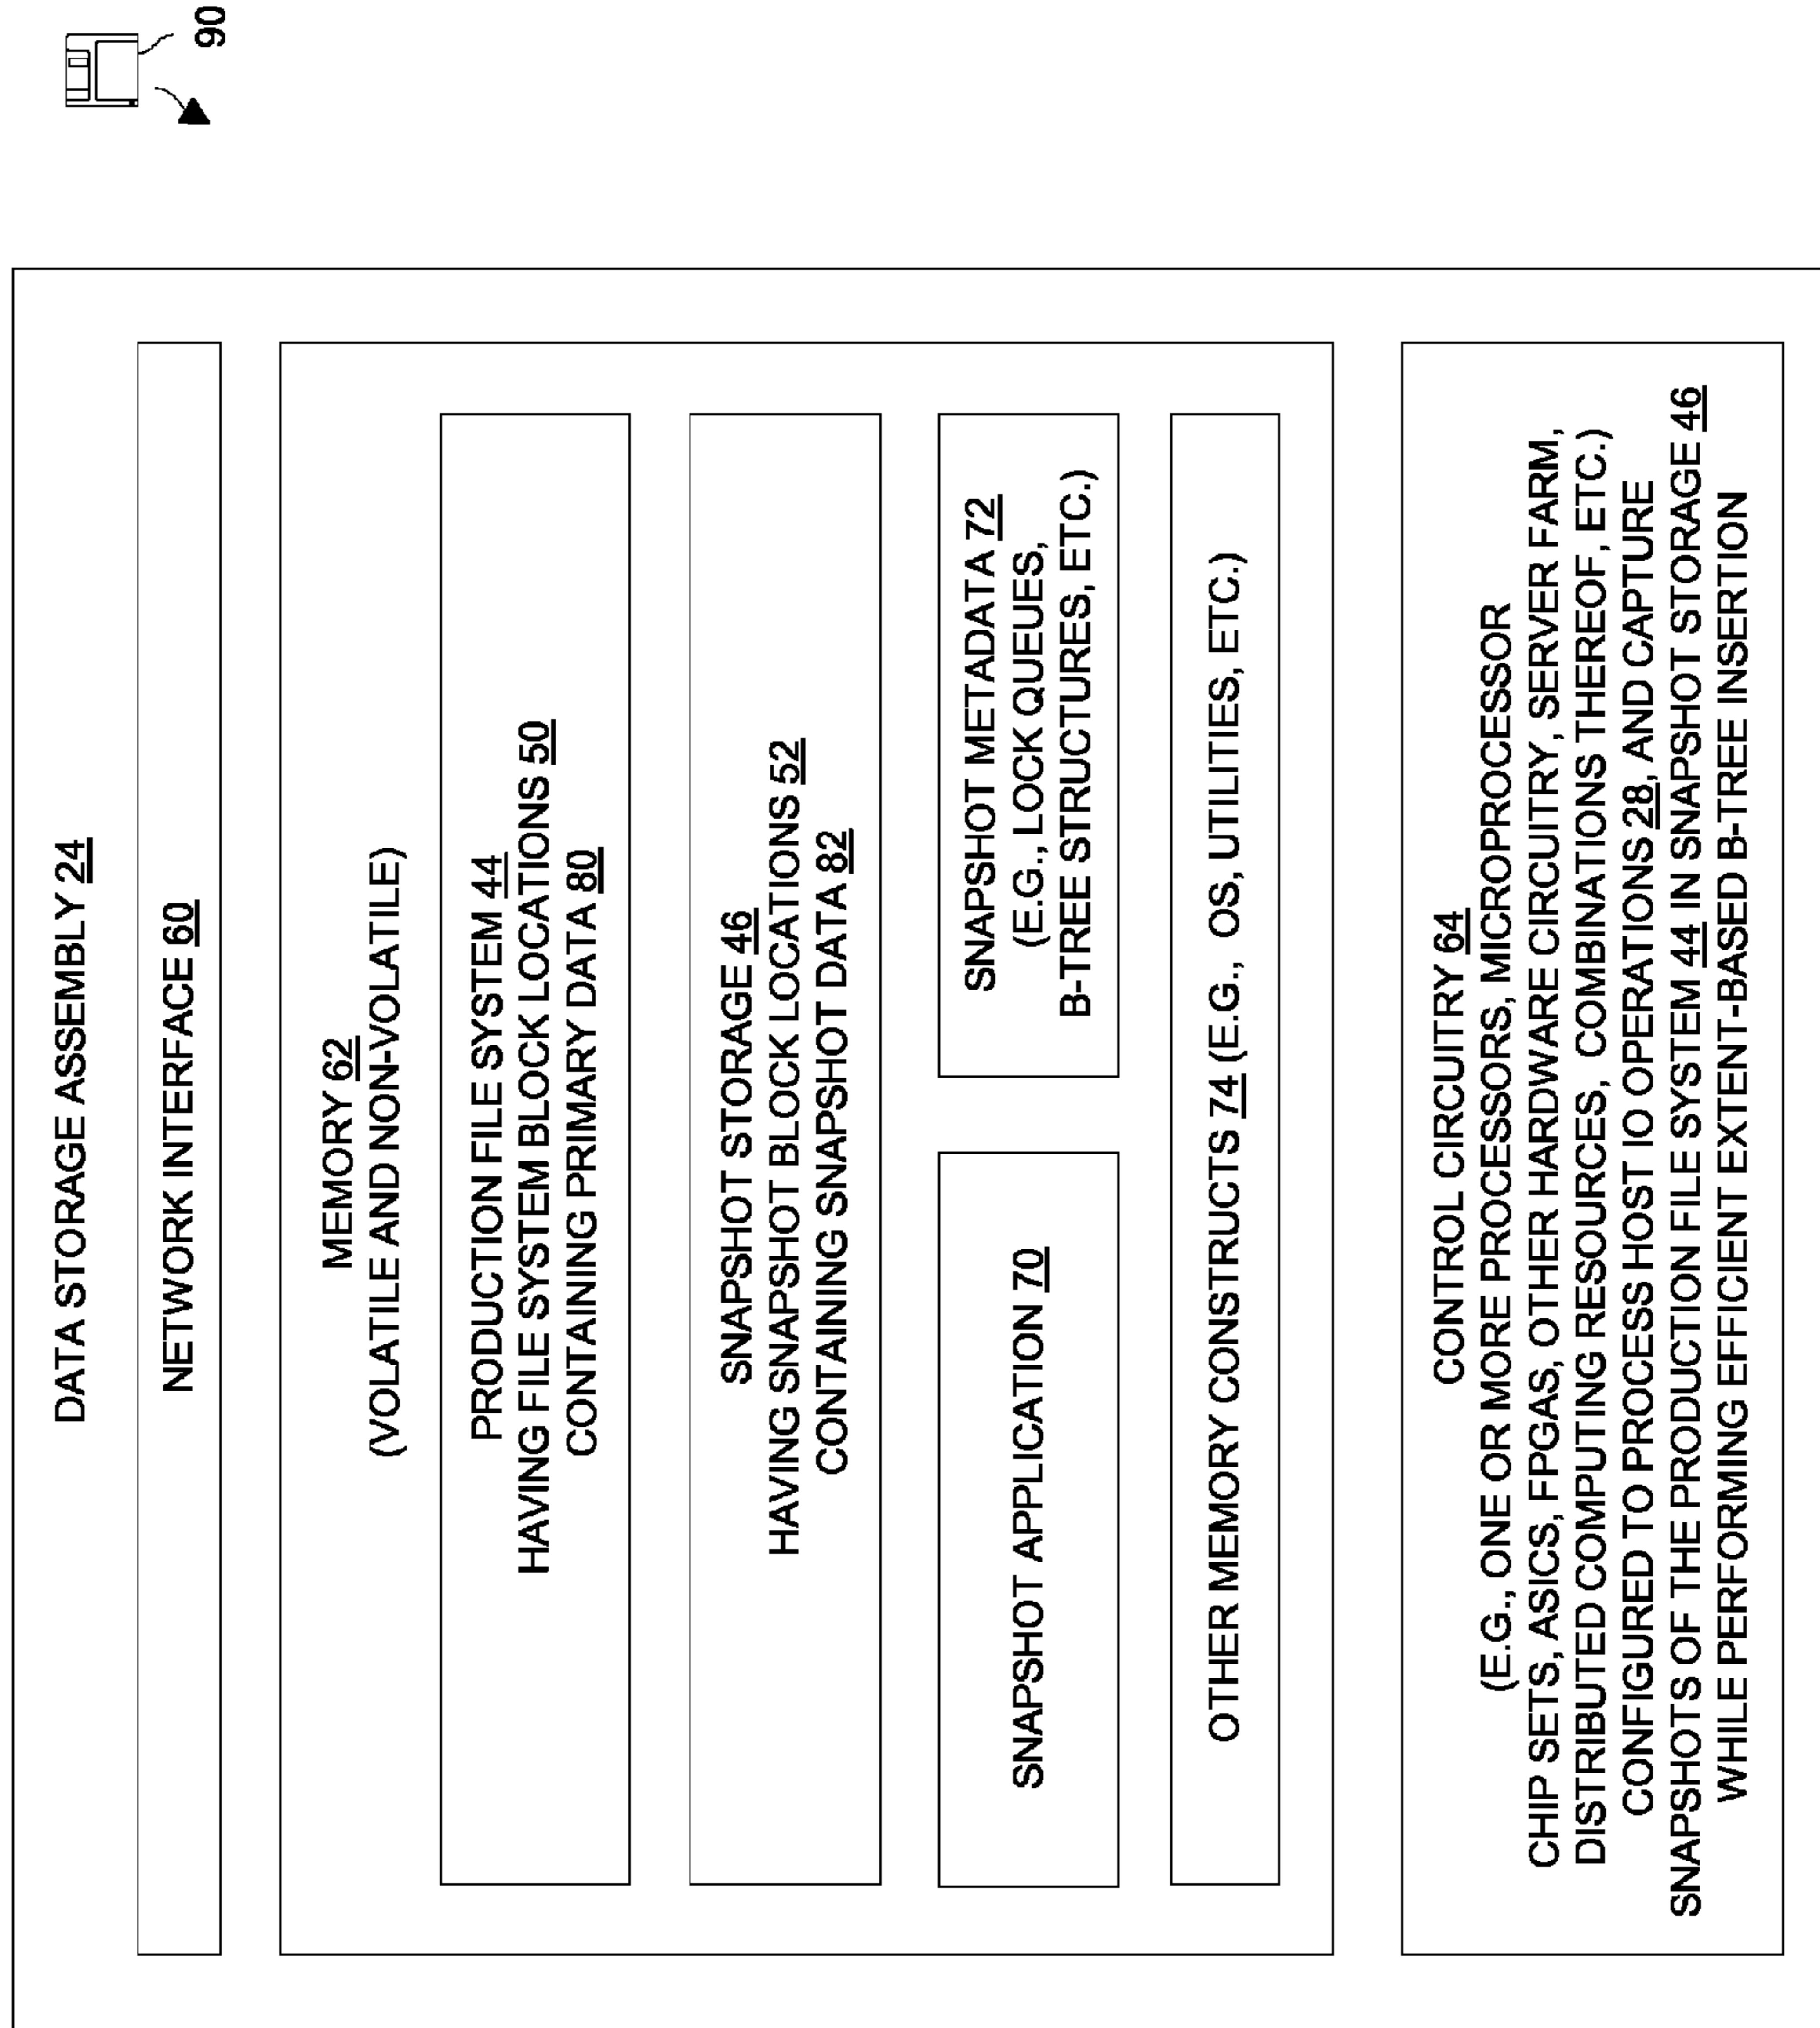 90
DATA STORAGE ASSEMBLY 24
NETWORK INTERFACE 60
MEMORY 62
(VOLATILE AND NON-VOLATILE)
PRODUCTION FILE SYSTEM 44
HAVING FILE SYSTEM BLOCK LOCATIONS 50
CONTAINING PRIMARY DATA 80
SNAPSHOT STORAGE 46
HAVING SNAPSHOT BLOCK LOCATIONS 52
CONTAINING SNAPSHOT DATA 82
SNAPSHOT APPLICATION 70
SNAPSHOT METADATA 72
(E.G., LOCK QUEUES,
B-TREE STRUCTURES, ETC.)
OTHER MEMORY CONSTRUCTS 74 (E.G., OS, UTILITIES, ETC.)
CONTROL CIRCUITRY 64
(E.G., ONE OR MORE PROCESSORS, MICROPROCESSOR
CHIP SETS, ASICS, FPGAS, OTHER HARDWARE CIRCUITRY, SERVER FARM,
DISTRIBUTED COMPUTING RESOURCES, COMBINATIONS THEREOF, ETC.)
CONFIGURED TO PROCESS HOST IO OPERATIONS 28, AND CAPTURE
SNAPSHOTS OF THE PRODUCTION FILE SYSTEM 44 IN SNAPSHOT STORAGE 46
WHILE PERFORMING EFFICIENT EXTENT-BASED B-TREE INSERTION